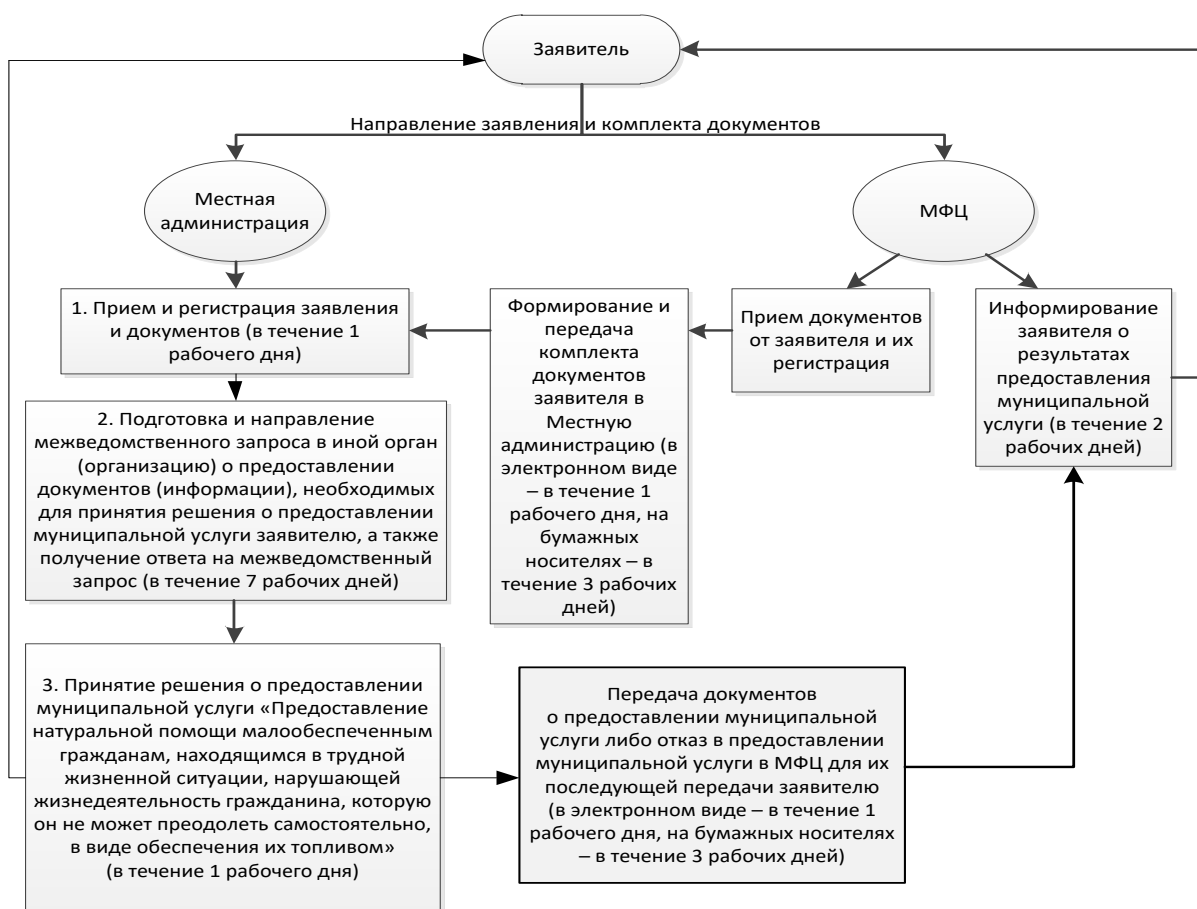 Заявитель
Направление заявления и комплекта документов
Местная
администрация
МФЦ
1. Прием и регистрация заявления
и документов (в течение 1
рабочего дня)
Формирование и
передача
комплекта
документов
заявителя в
Местную
администрацию (в
электронном виде
– в течение 1
рабочего дня, на
бумажных
носителях – в
течение 3 рабочих
дней)
Прием документов
от заявителя и их
регистрация
Информирование
заявителя о
результатах
предоставления
муниципальной
услуги (в течение 2
рабочих дней)
2. Подготовка и направление
межведомственного запроса в иной орган
(организацию) о предоставлении
документов (информации), необходимых
для принятия решения о предоставлении
муниципальной услуги заявителю, а также
получение ответа на межведомственный
запрос (в течение 7 рабочих дней)
3. Принятие решения о предоставлении
муниципальной услуги «Предоставление
натуральной помощи малообеспеченным
гражданам, находящимся в трудной
жизненной ситуации, нарушающей
жизнедеятельность гражданина, которую
он не может преодолеть самостоятельно,
в виде обеспечения их топливом»
(в течение 1 рабочего дня)
Передача документов
о предоставлении муниципальной
услуги либо отказ в предоставлении
муниципальной услуги в МФЦ для их
последующей передачи заявителю
(в электронном виде – в течение 1
рабочего дня, на бумажных носителях
– в течение 3 рабочих дней)